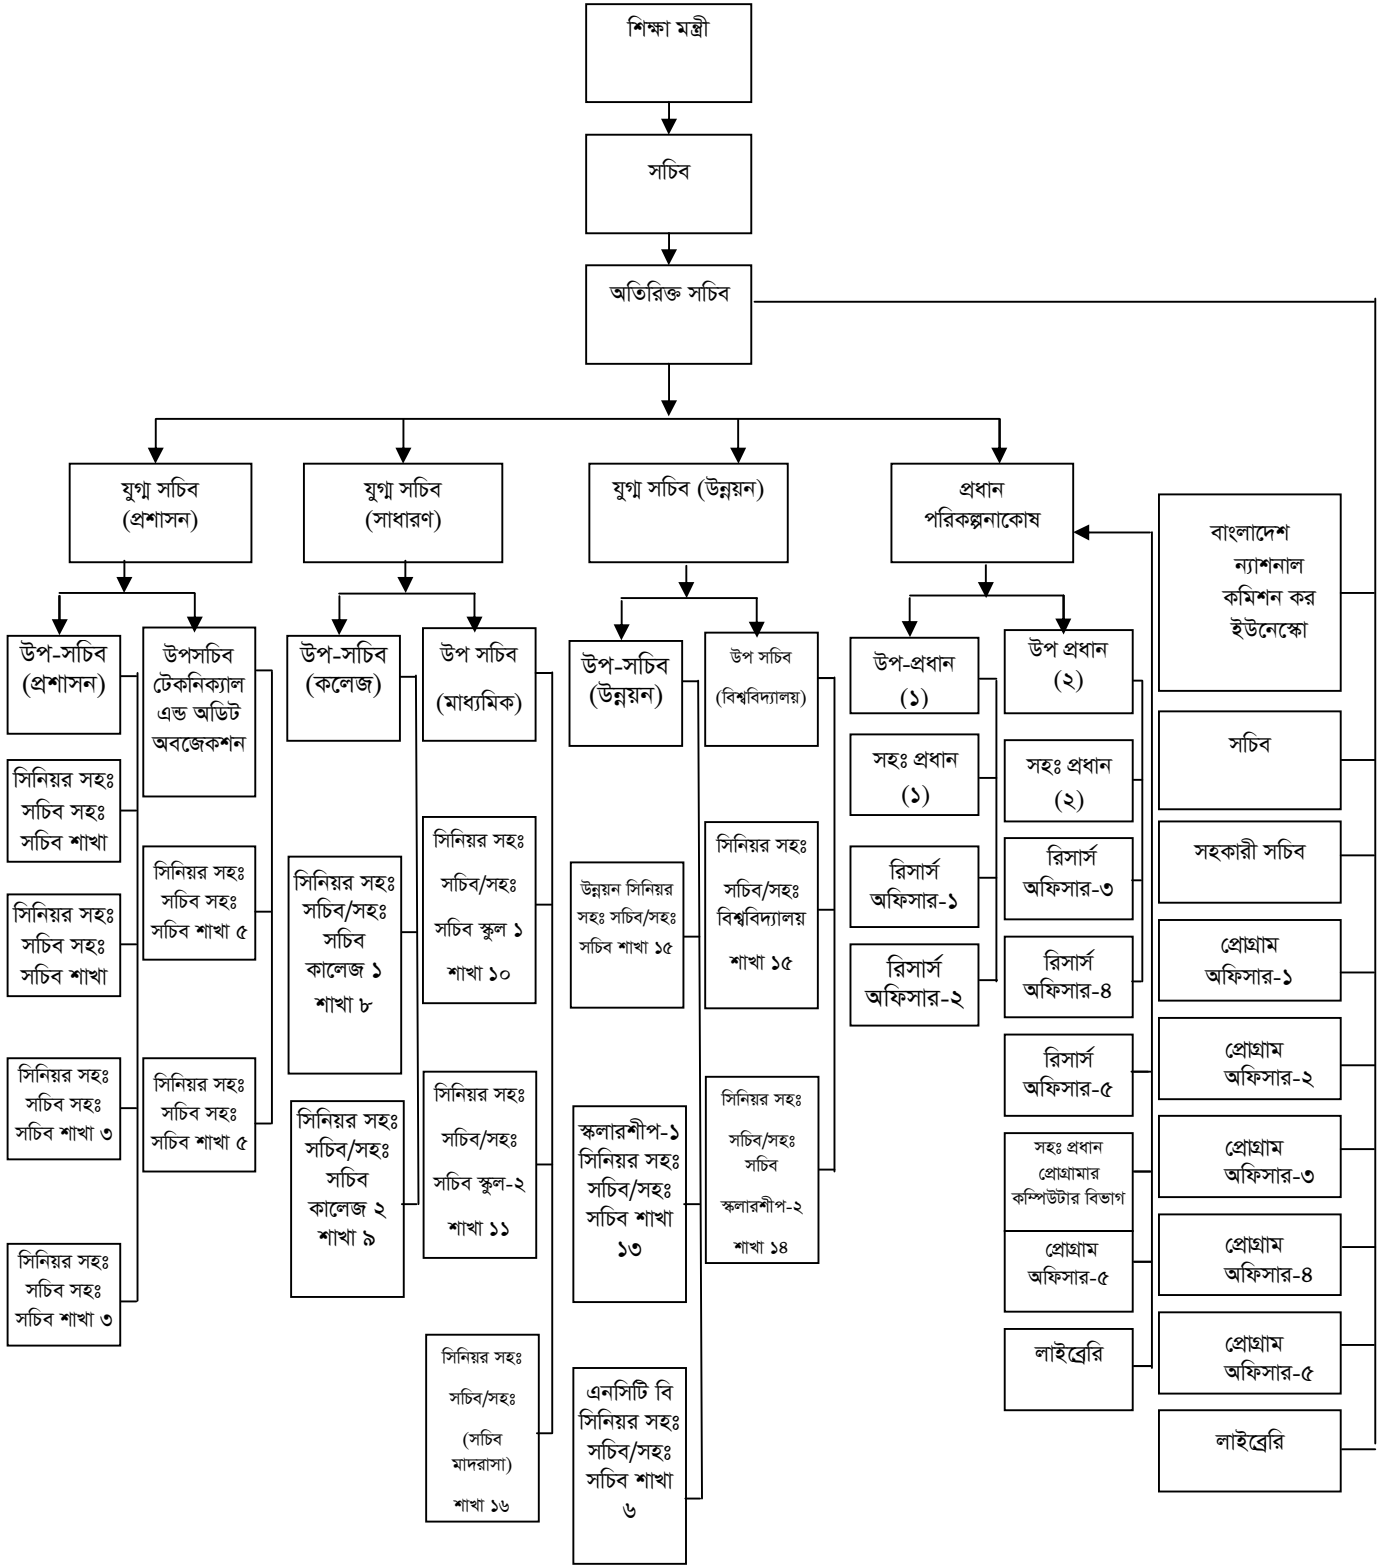 শিক্ষা মন্ত্রী
সচিব
অতিরিক্ত সচিব
যুগ্ম সচিব
(প্রশাসন)
যুগ্ম সচিব
(সাধারণ)
যুগ্ম সচিব (উন্নয়ন)
প্রধান
পরিকল্পনাকোষ
উপ-সচিব
(প্রশাসন)
সিনিয়র সহঃ
সচিব সহঃ
সচিব শাখা
সিনিয়র সহঃ
সচিব সহঃ
সচিব শাখা
সিনিয়র সহঃ
সচিব সহঃ
সচিব শাখা ৩
সিনিয়র সহঃ
সচিব সহঃ
সচিব শাখা ৩
উপসচিব
টেকনিক্যাল
এন্ড অডিট
অবজেকশন
সিনিয়র সহঃ
সচিব সহঃ
সচিব শাখা ৫
সিনিয়র সহঃ
সচিব সহঃ
সচিব শাখা ৫
উপ-সচিব
(কলেজ)
সিনিয়র সহঃ
সচিব/সহঃ
সচিব
কালেজ ১
শাখা ৮
সিনিয়র সহঃ
সচিব/সহঃ
সচিব
কালেজ ২
শাখা ৯
উপ সচিব
(মাধ্যমিক)
সিনিয়র সহঃ
সচিব/সহঃ
সচিব স্কুল ১
শাখা ১০
সিনিয়র সহঃ
সচিব/সহঃ
সচিব স্কুল-২
শাখা ১১
সিনিয়র সহঃ
সচিব/সহঃ
(সচিব
মাদরাসা)
শাখা ১৬
উপ-সচিব
(উন্নয়ন)
উন্নয়ন সিনিয়র
সহঃ সচিব/সহঃ
সচিব শাখা ১৫
স্কলারশীপ-১
সিনিয়র সহঃ
সচিব/সহঃ
সচিব শাখা
১৩
এনসিটি বি
সিনিয়র সহঃ
সচিব/সহঃ
সচিব শাখা
৬
উপ সচিব
(বিশ্ববিদ্যালয়)
সিনিয়র সহঃ
সচিব/সহঃ
বিশ্ববিদ্যালয়
শাখা ১৫
সিনিয়র সহঃ
সচিব/সহঃ
সচিব
স্কলারশীপ-২
শাখা ১৪
উপ-প্রধান
(১)
সহঃ প্রধান
(১)
রিসার্স
অফিসার-১
রিসার্স
অফিসার-২
উপ প্রধান
(২)
সহঃ প্রধান
(২)
রিসার্স
অফিসার-৩
রিসার্স
অফিসার-৪
রিসার্স
অফিসার-৫
সহঃ প্রধান
প্রোগ্রামার
কম্পিউটার বিভাগ
প্রোগ্রাম
অফিসার-৫
লাইব্রেরি
বাংলাদেশ
ন্যাশনাল
কমিশন কর
ইউনেস্কো
সচিব
সহকারী সচিব
প্রোগ্রাম
অফিসার-১
প্রোগ্রাম
অফিসার-২
প্রোগ্রাম
অফিসার-৩
প্রোগ্রাম
অফিসার-৪
প্রোগ্রাম
অফিসার-৫
লাইব্রেরি